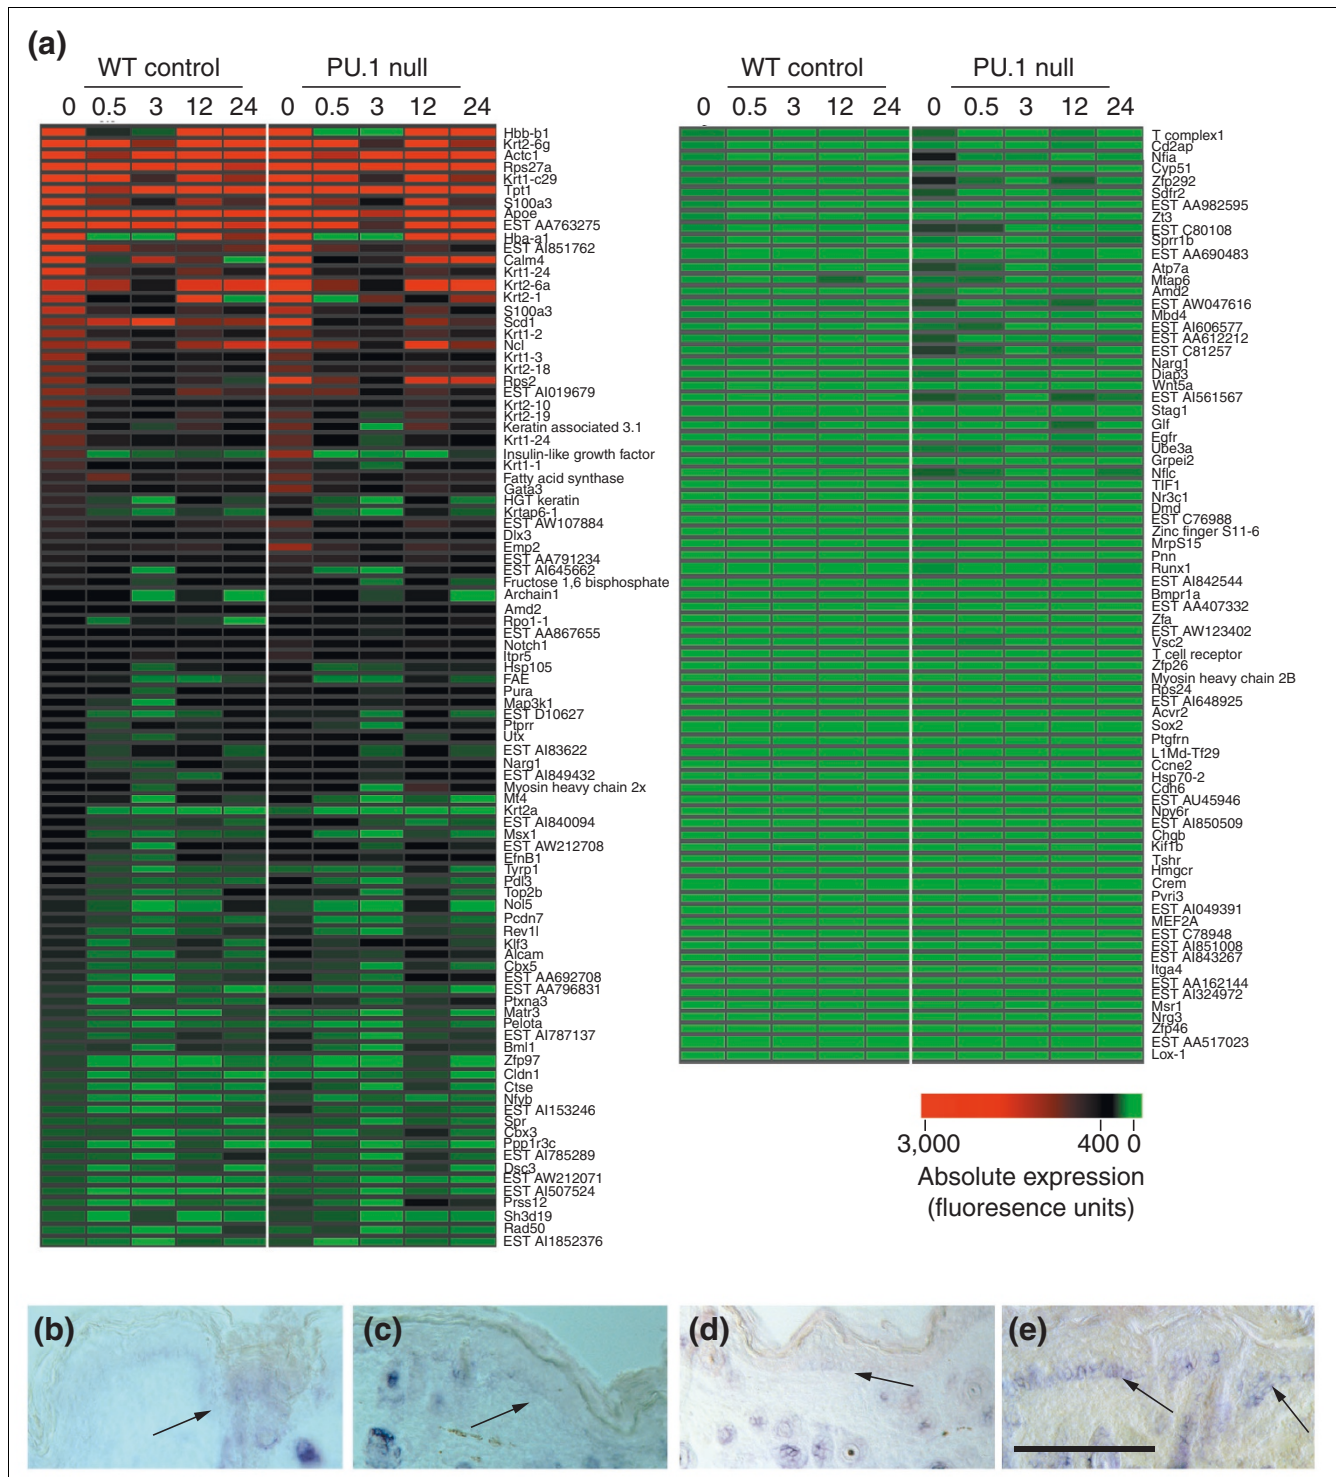 (a)
WT control PU.1 null
0 0.5 3 12 24 0 0.5 3 12 24
Hbb-b1
Krt2-6g
Actc1
Rps27a
Krt1-c29
Tpt1
S100a3
Apoe
EST AA763275
Hba-a1
EST AI851762
Calm4
Krt1-24
Krt2-6a
Krt2-1
S100a3
Scd1
Krt1-2
Ncl
Krt1-3
Krt2-18
Rps2
EST AI019679
Krt2-10
Krt2-19
Keratin associated 3.1
Krt1-24
Insulin-like growth factor
Krt1-1
Fatty acid synthase
Gata3
HGT keratin
Krtap6-1
EST AW107884
Dlx3
Emp2
EST AA791234
EST AI645662
Fructose 1,6 bisphosphate
Archain1
Amd2
Rpo1-1
EST AA867655
Notch1
Itpr5
Hsp105
FAE
Pura
Map3k1
EST D10627
Ptprr
Utx
EST AI83622
Narg1
EST AI849432
Myosin heavy chain 2x
Mt4
Krt2a
EST AI840094
Msx1
EST AW212708
EfnB1
Tyrp1
Pdl3
Top2b
Nol5
Pcdn7
Rev1l
Klf3
Alcam
Cbx5
EST AA692708
EST AA796831
Ptxna3
Matr3
Pelota
EST AI787137
Bml1
Zfp97
Cldn1
Ctse
Nfyb
EST AI153246
Spr
Cbx3
Ppp1r3c
EST AI785289
Dsc3
EST AW212071
EST AI507524
Prss12
Sh3d19
Rad50
EST AI1852376
WT control PU.1 null
0 0.5 3 12 24 0 0.5 3 12 24
T complex1
Cd2ap
Nfia
Cyp51
Zfp292
Sdfr2
EST AA982595
Zt3
EST C80108
Sprr1b
EST AA690483
Atp7a
Mtap6
Amd2
EST AW047616
Mbd4
EST AI606577
EST AA612212
EST C81257
Narg1
Diap3
Wnt5a
EST AI561567
Stag1
Glf
Egfr
Ube3a
Grpei2
Nflc
TIF1
Nr3c1
Dmd
EST C76988
Zinc finger S11-6
MrpS15
Pnn
Runx1
EST AI842544
Bmpr1a
EST AA407332
Zfa
EST AW123402
Vsc2
T cell receptor
Zfp26
Myosin heavy chain 2B
Rps24
EST AI648925
Acvr2
Sox2
Ptgfrn
L1Md-Tf29
Ccne2
Hsp70-2
Cdh6
EST AU45946
Npy6r
EST AI850509
Chgb
Kif1b
Tshr
Hmgcr
Crem
Pvri3
EST AI049391
MEF2A
EST C78948
EST AI851008
EST AI843267
Itga4
EST AA162144
EST AI324972
Msr1
Nrg3
Zfp46
EST AA517023
Lox-1
3,000 400 0
Absolute expression
(fluoresence units)
(b) (c) (d) (e)